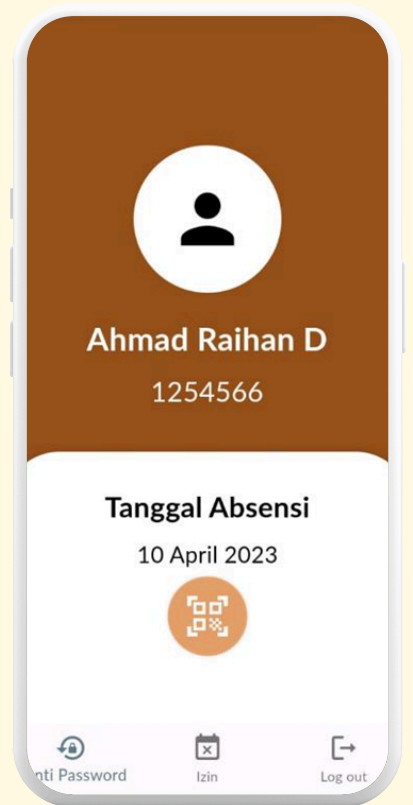 Ahmad Raihan D
1254566
Tanggal Absensi
10 April 2023
nti Password
Izin
Log out